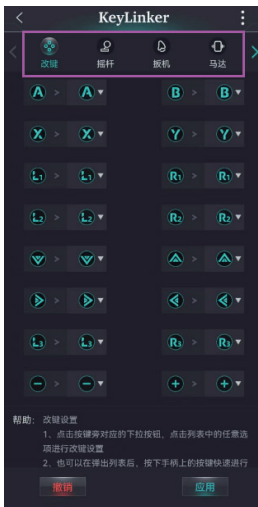 KeyLinker
改键 摇杆 扳机 马达
A > A B > B
X > X Y > Y
L1 > L1 R1 > R1
L2 > L2 R2 > R2
L3 > L3 R3 > R3
帮助: 改键设置
1、点击按键旁对应的下拉按钮，点击列表中的任意选
项进行改键设置
2、也可以在弹出列表后，按下手柄上的按键快速进行
撤销 应用